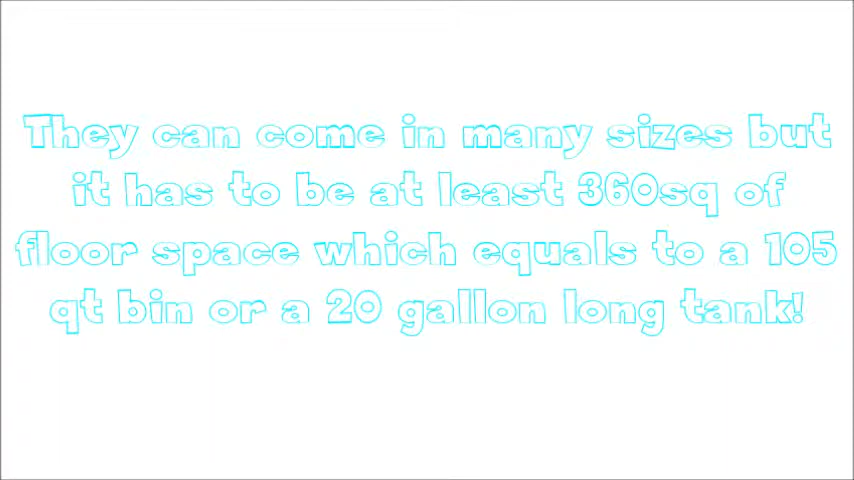 They can come in many sizes but
it has to be at least 360sq of
floor space which equals to a 105
qt bin or a 20 gallon long tank!